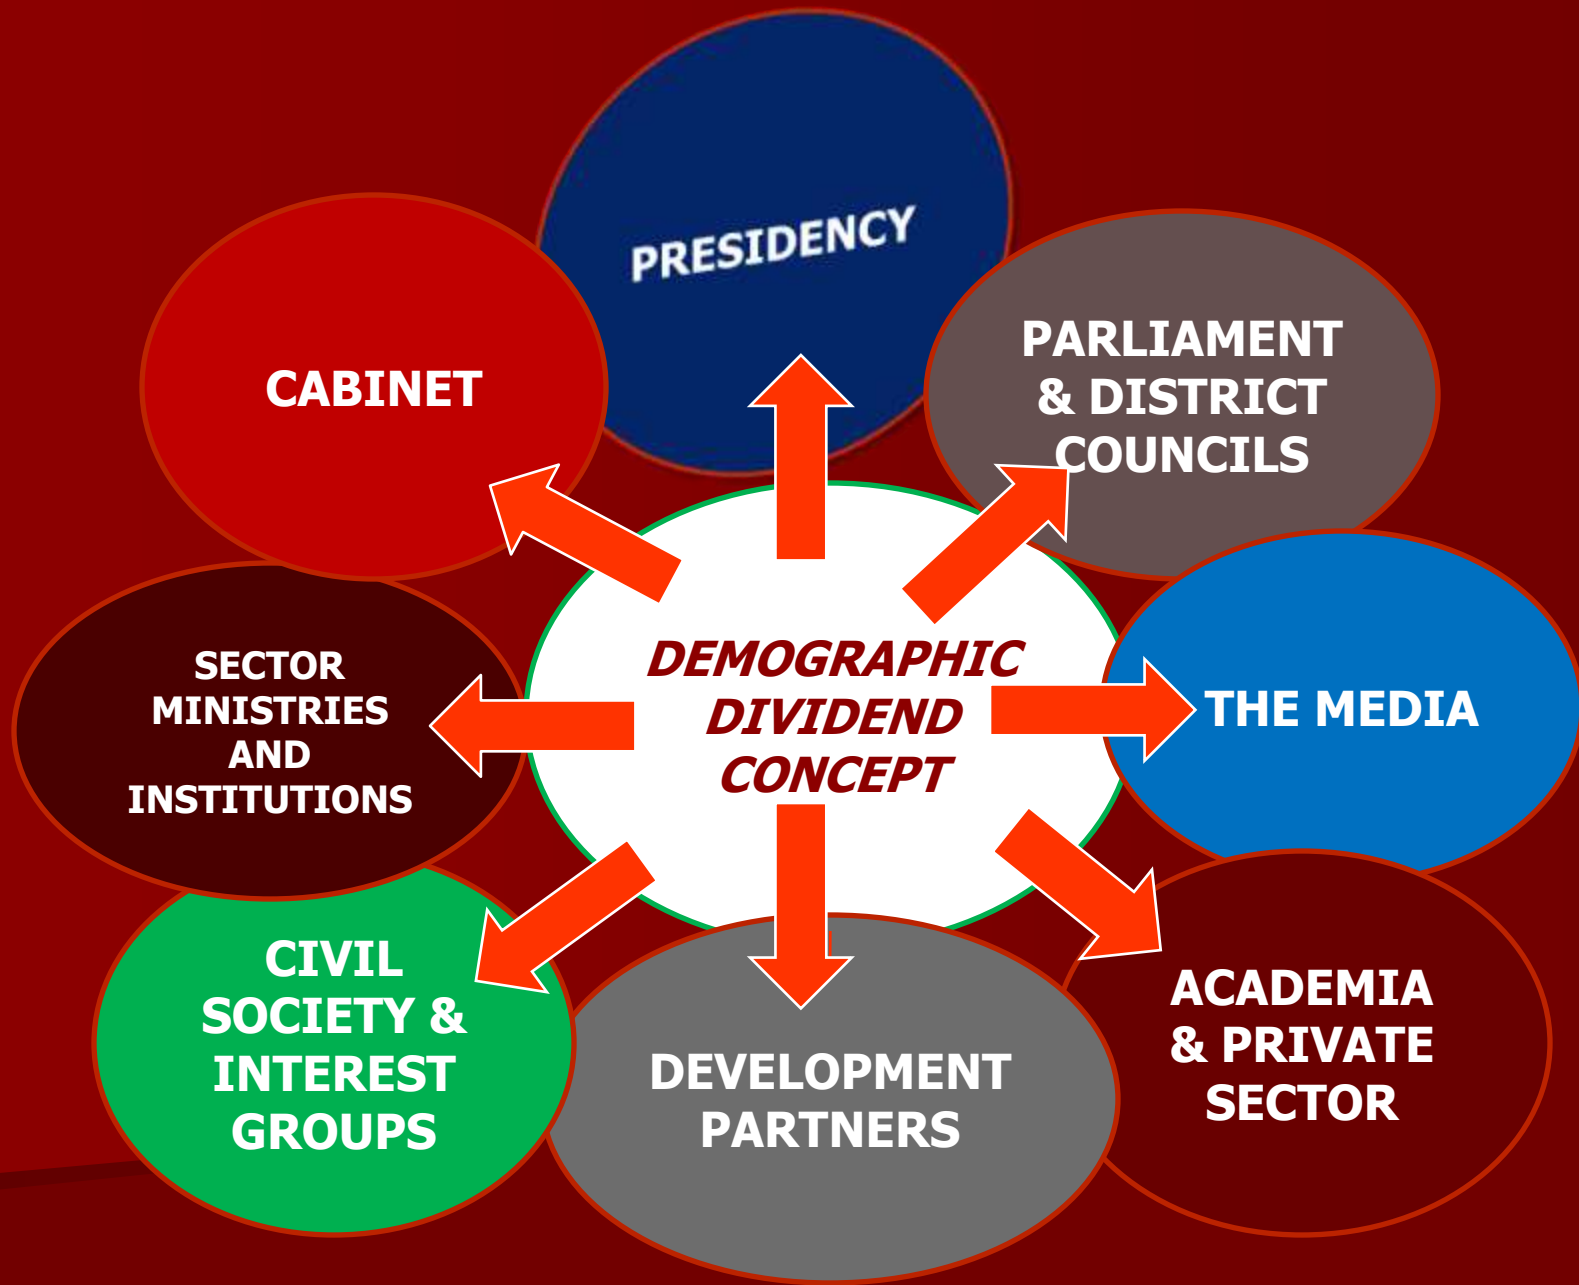 PRESIDENCY
CABINET
PARLIAMENT
& DISTRICT
COUNCILS
SECTOR
MINISTRIES
AND
INSTITUTIONS
DEMOGRAPHIC
DIVIDEND
CONCEPT
THE MEDIA
CIVIL
SOCIETY &
INTEREST
GROUPS
DEVELOPMENT
PARTNERS
ACADEMIA
& PRIVATE
SECTOR